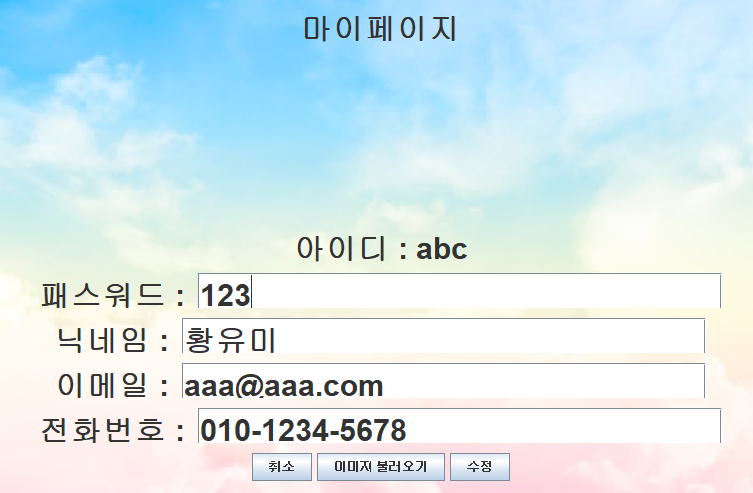 마이페이지
아이디 : abc
패스워드 : 123
닉네임 : 황유미
이메일 : aaa@aaa.com
전화번호 : 010-1234-5678
취소 이미지 불러오기 수정